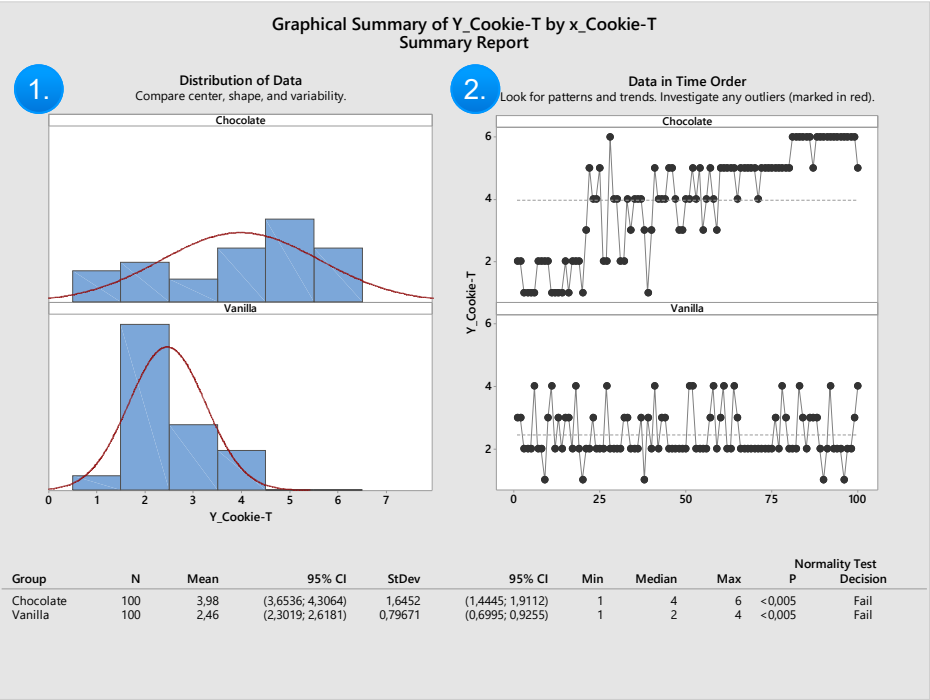 Graphical Summary of Y_Cookie-T by x_Cookie-T
Summary Report
1.
Distribution of Data
Compare center, shape, and variability.
Chocolate
Vanilla
0 1 2 3 4 5 6 7
Y_Cookie-T
2.
Data in Time Order
Look for patterns and trends. Investigate any outliers (marked in red).
Chocolate
6
4
2
Y_Cookie-T
Vanilla
6
4
2
0 25 50 75 100
Normality Test
Group N Mean 95% CI StDev 95% CI Min Median Max P Decision
Chocolate 100 3,98 (3,6536; 4,3064) 1,6452 (1,4445; 1,9112) 1 4 6 <0,005 Fail
Vanilla 100 2,46 (2,3019; 2,6181) 0,79671 (0,6995; 0,9255) 1 2 4 <0,005 Fail